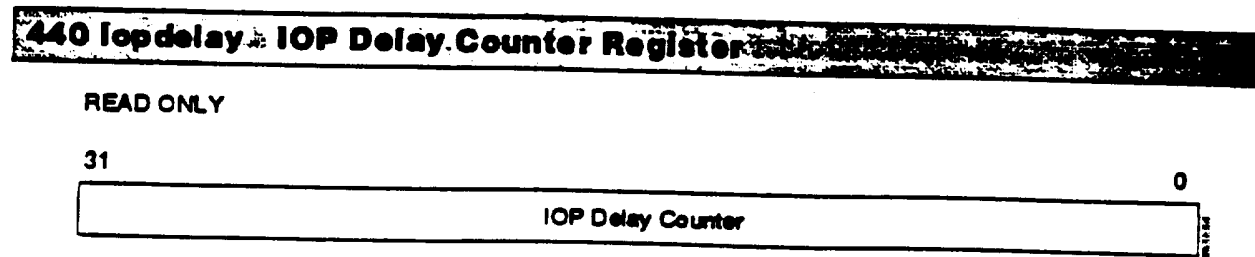 440 iopdelay - IOP Delay Counter Register
READ ONLY
31
0
IOP Delay Counter